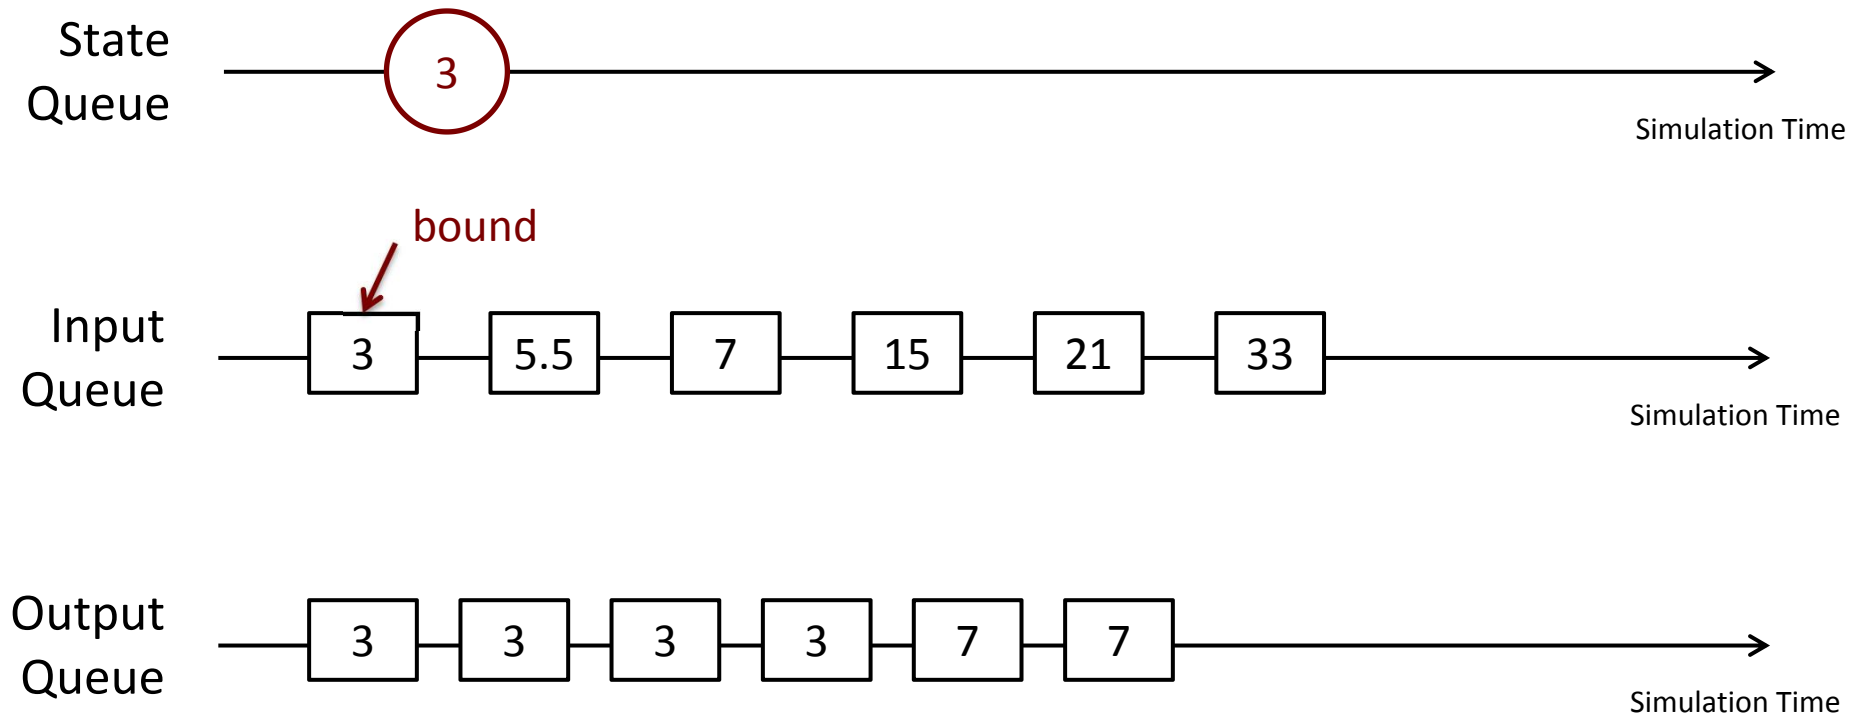 State
Queue
3
Simulation Time
bound
Input
Queue
3 5.5 7 15 21 33
Simulation Time
Output
Queue
3 3 3 3 7 7
Simulation Time